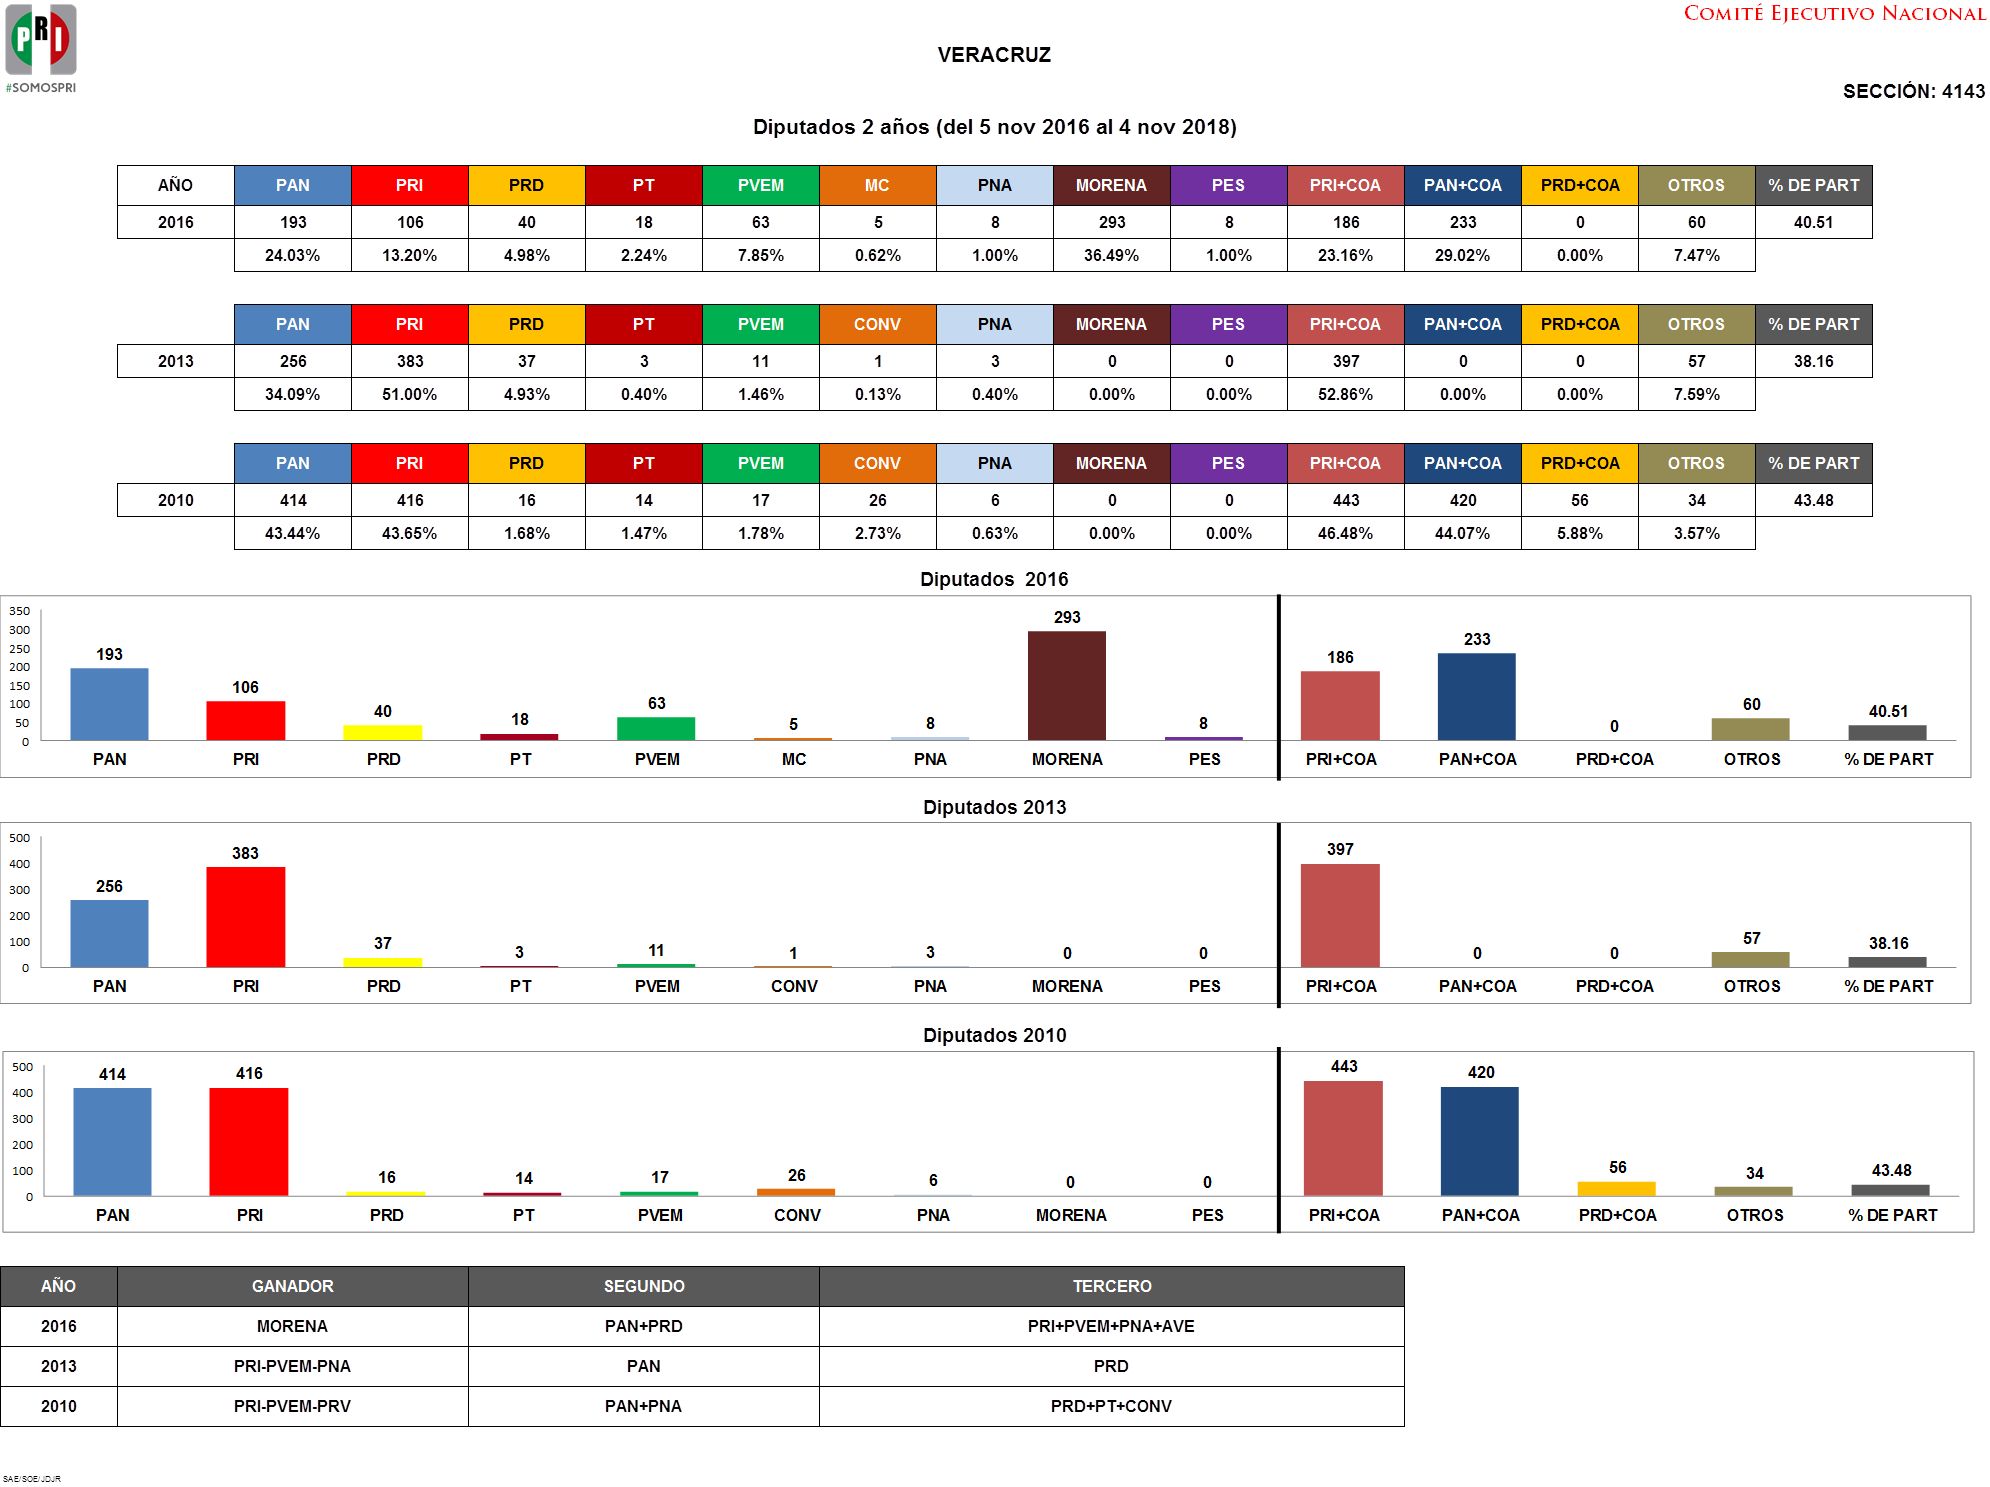 PRI
#SOMOSPRI
COMITÉ EJECUTIVO NACIONAL
VERACRUZ
SECCIÓN: 4143
Diputados 2 años (del 5 nov 2016 al 4 nov 2018)
AÑO PAN PRI PRD PT PVEM MC PNA MORENA PES PRI+COA PAN+COA PRD+COA OTROS % DE PART
2016 193 106 40 18 63 5 8 293 8 186 233 0 60 40.51
24.03% 13.20% 4.98% 2.24% 7.85% 0.62% 1.00% 36.49% 1.00% 23.16% 29.02% 0.00% 7.47%
PAN PRI PRD PT PVEM CONV PNA MORENA PES PRI+COA PAN+COA PRD+COA OTROS % DE PART
2013 256 383 37 3 11 1 3 0 0 397 0 0 57 38.16
34.09% 51.00% 4.93% 0.40% 1.46% 0.13% 0.40% 0.00% 0.00% 52.86% 0.00% 0.00% 7.59%
PAN PRI PRD PT PVEM CONV PNA MORENA PES PRI+COA PAN+COA PRD+COA OTROS % DE PART
2010 414 416 16 14 17 26 6 0 0 443 420 56 34 43.48
43.44% 43.65% 1.68% 1.47% 1.78% 2.73% 0.63% 0.00% 0.00% 46.48% 44.07% 5.88% 3.57%
Diputados 2016
350
300
250
200
150
100
50
0
193 106 40 18 63 5 8 293 8 186 233 0 60 40.51
PAN PRI PRD PT PVEM MC PNA MORENA PES PRI+COA PAN+COA PRD+COA OTROS % DE PART
Diputados 2013
500
400
300
200
100
0
256 383 37 3 11 1 3 0 0 397 0 0 57 38.16
PAN PRI PRD PT PVEM CONV PNA MORENA PES PRI+COA PAN+COA PRD+COA OTROS % DE PART
Diputados 2010
500
400
300
200
100
0
414 416 16 14 17 26 6 0 0 443 420 56 34 43.48
PAN PRI PRD PT PVEM CONV PNA MORENA PES PRI+COA PAN+COA PRD+COA OTROS % DE PART
AÑO GANADOR SEGUNDO TERCERO
2016 MORENA PAN+PRD PRI+PVEM+PNA+AVE
2013 PRI-PVEM-PNA PAN PRD
2010 PRI-PVEM-PRV PAN+PNA PRD+PT+CONV
SAE/SOE/JDJR